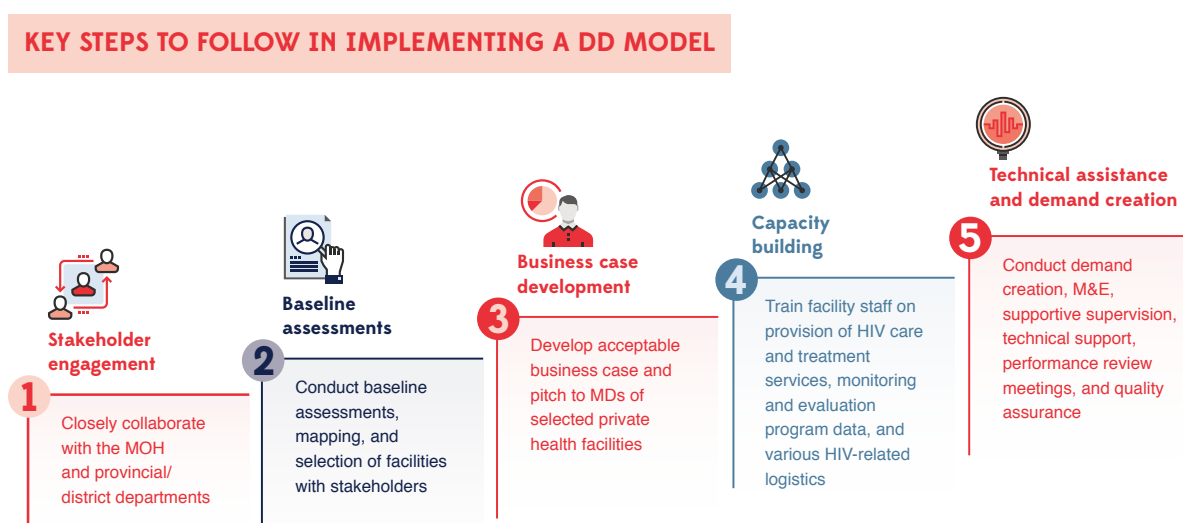 KEY STEPS TO FOLLOW IN IMPLEMENTING A DD MODEL
1
Stakeholder
engagement
Closely collaborate
with the MOH
and provincial/
district departments
2
Baseline
assessments
Conduct baseline
assessments,
mapping, and
selection of facilities
with stakeholders
3
Business case
development
Develop acceptable
business case and
pitch to MDs of
selected private
health facilities
4
Capacity
building
Train facility staff on
provision of HIV care
and treatment
services, monitoring
and evaluation
program data, and
various HIV-related
logistics
5
Technical assistance
and demand creation
Conduct demand
creation, M&E,
supportive supervision,
technical support,
performance review
meetings, and quality
assurance